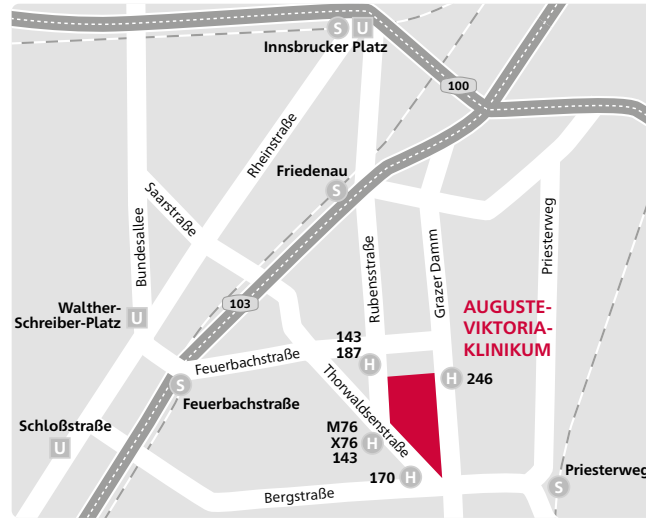 S U
Innsbrucker Platz
100
Rheinstraße
Friedenau
S
Saarstraße
Bundesallee
Rubensstraße
Grazer Damm
Priesterweg
103
Walther-
Schreiber-Platz
U
AUGUSTE-
VIKTORIA-
KLINIKUM
143
187
H
Feuerbachstraße
S
Feuerbachstraße
H
246
Thorwaldsenstraße
Schloßstraße
U
M76
X76
143
H
170
H
Bergstraße
Priesterweg
S